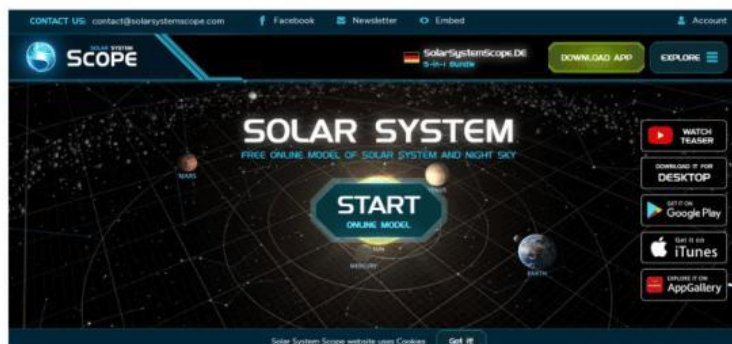 CONTACT US: contact@solarsystemscope.com Facebook Newsletter Embed Account
SOLAR SYSTEM
SCOPE
SolarSystemScope.DE
5-in-1 Bundle
DOWNLOAD APP
EXPLORE
SOLAR SYSTEM
FREE ONLINE MODEL OF SOLAR SYSTEM AND NIGHT SKY
MARS
VENUS
START
ONLINE MODEL
SUN
MERCURY
EARTH
WATCH
TEASER
DOWNLOAD IT FOR
DESKTOP
GET IT ON
Google Play
Get it on
iTunes
EXPLORE IT ON
AppGallery
Solar System Scope website uses Cookies Got it!